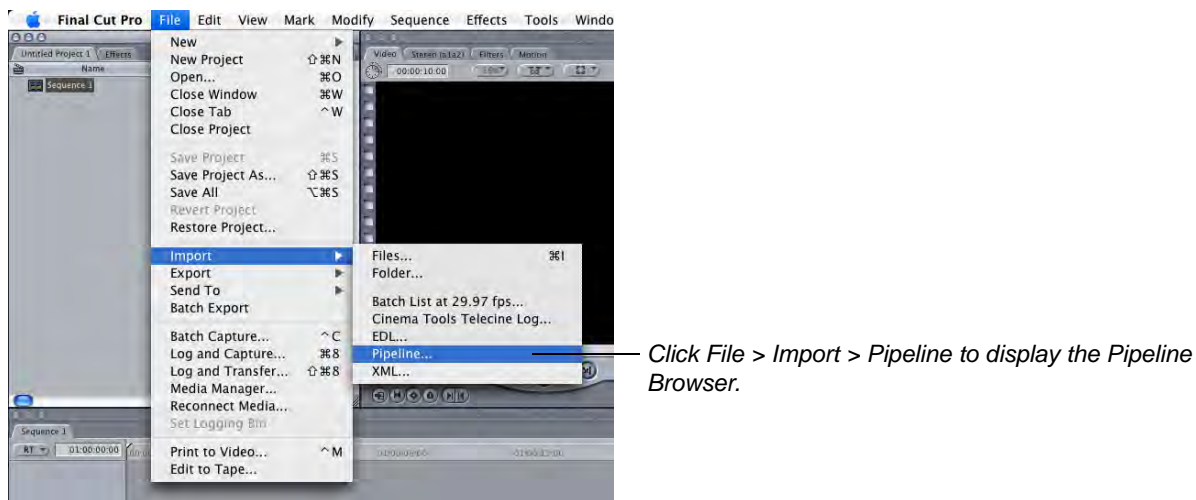 Final Cut Pro File Edit View Mark Modify Sequence Effects Tools Windo
Untitled Project 1 Effects
Name
Sequence 1
New
New Project ⇧⌘N
Open... ⌘O
Close Window ⌘W
Close Tab ^W
Close Project
Save Project ⌘S
Save Project As... ⇧⌘S
Save All ⌥⌘S
Revert Project
Restore Project...
Import
Export
Send To
Batch Export
Batch Capture... ^C
Log and Capture... ⌘8
Log and Transfer... ⇧⌘8
Media Manager...
Reconnect Media...
Set Logging Bin
Print to Video... ^M
Edit to Tape...
Video Stereo (a1a2) Filters Motion
00:00:10:00
Files... ⌘I
Folder...
Batch List at 29.97 fps...
Cinema Tools Telecine Log...
EDL...
Pipeline...
XML...
Click File > Import > Pipeline to display the Pipeline
Browser.
Sequence 1
RT 01:00:00:00